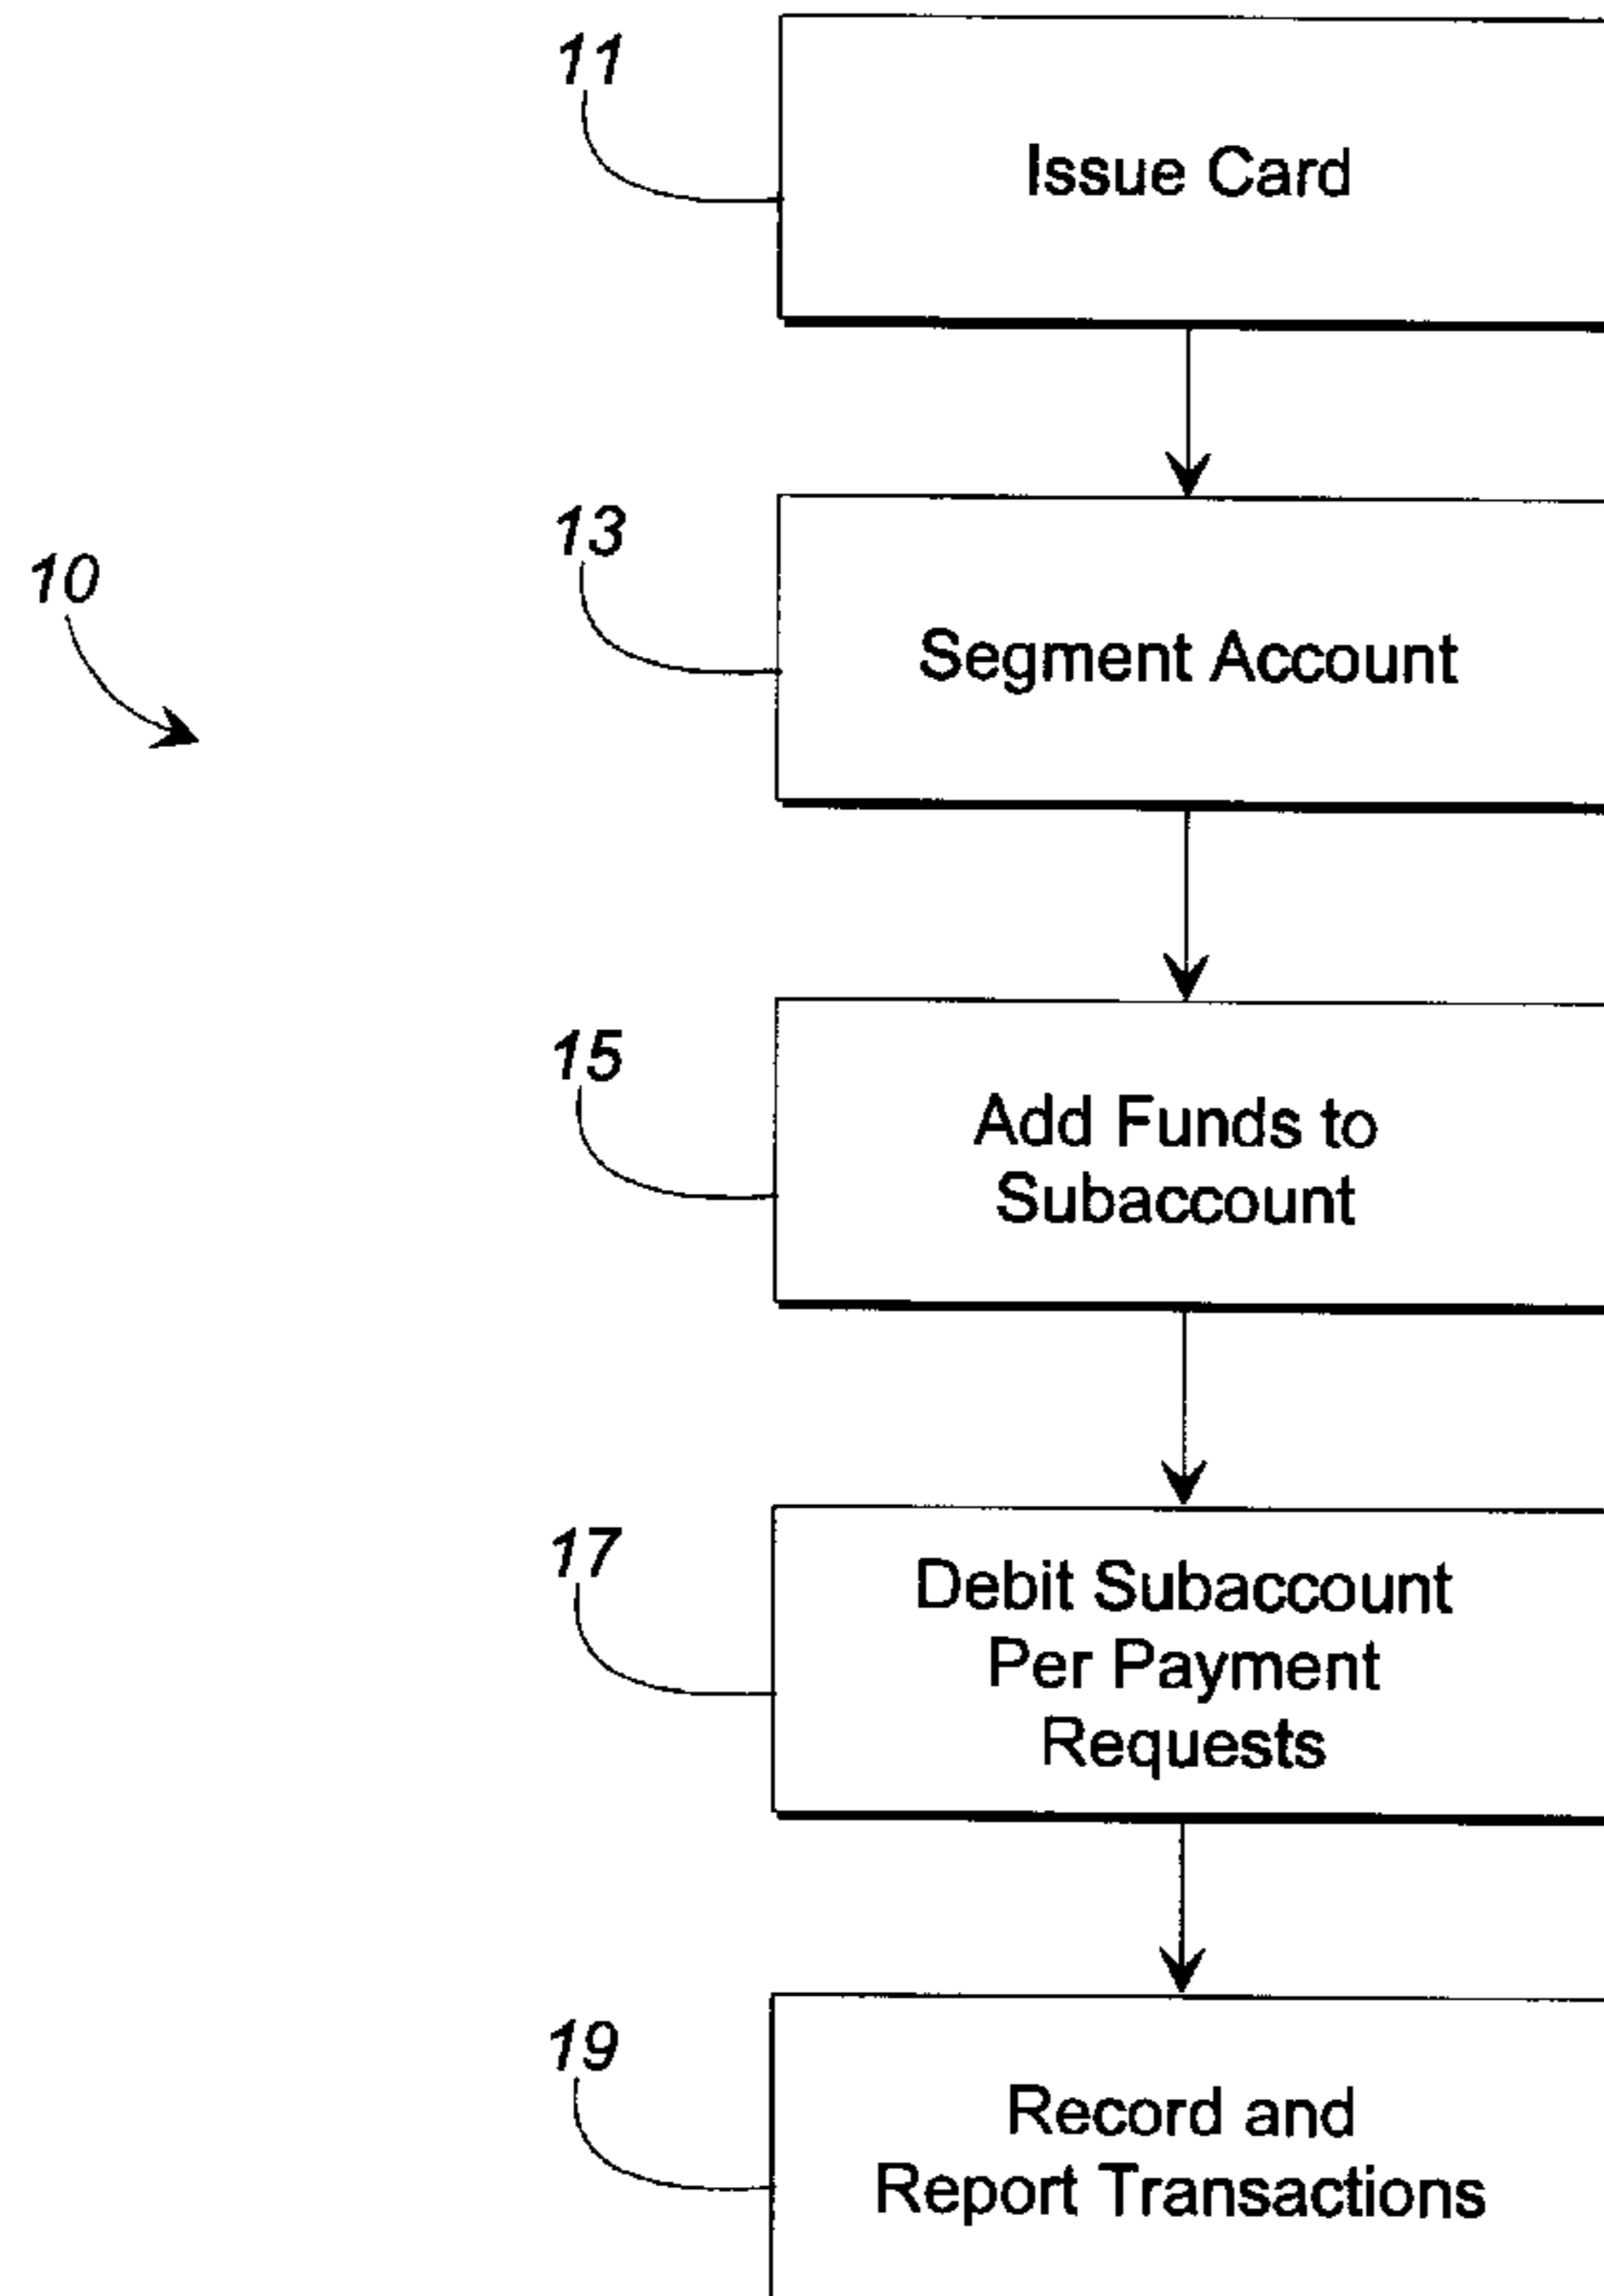 11
Issue Card
13
10
Segment Account
15
Add Funds to
Subaccount
17
Debit Subaccount
Per Payment
Requests
19
Record and
Report Transactions